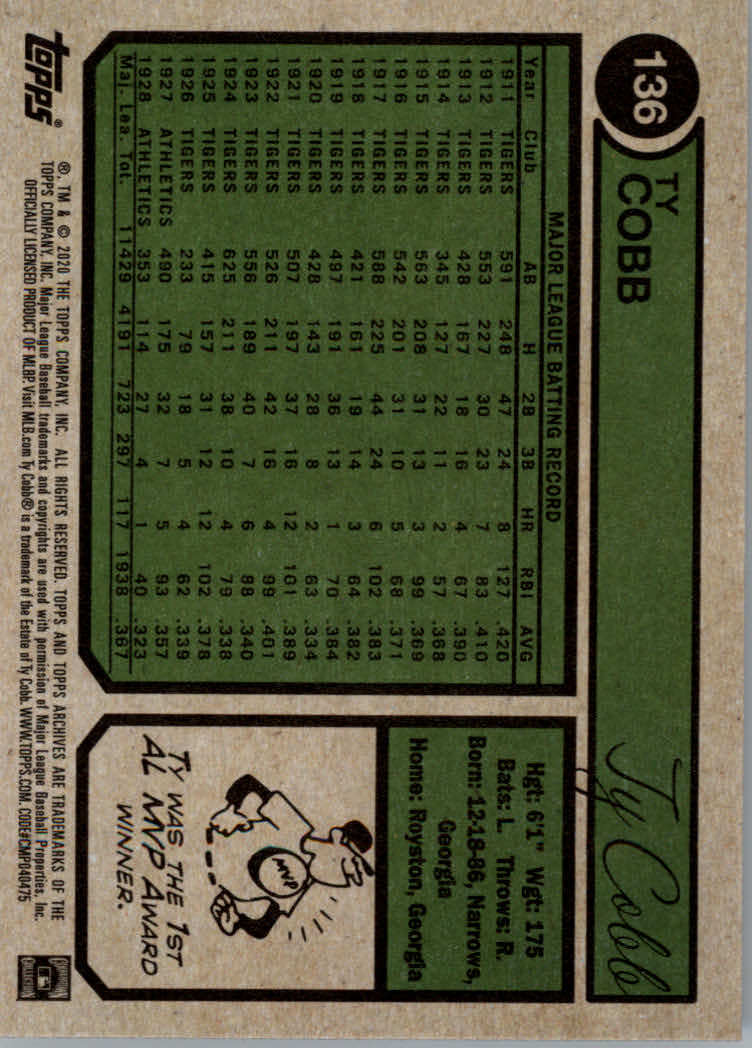 136
TY
COBB
Ty Cobb
MAJOR LEAGUE BATTING RECORD
Year Club AB H 2B 3B HR RBI AVG
1911 TIGERS 591 248 47 24 8 127 .420
1912 TIGERS 553 227 30 23 7 83 .410
1913 TIGERS 428 167 18 16 4 67 .390
1914 TIGERS 345 127 22 11 2 57 .368
1915 TIGERS 563 208 31 13 3 99 .369
1916 TIGERS 542 201 31 10 5 68 .371
1917 TIGERS 588 225 44 24 6 102 .383
1918 TIGERS 421 161 19 14 3 64 .382
1919 TIGERS 497 191 36 13 1 70 .384
1920 TIGERS 428 143 28 8 2 63 .334
1921 TIGERS 507 197 37 16 12 101 .389
1922 TIGERS 526 211 42 16 4 99 .401
1923 TIGERS 556 189 40 7 6 88 .340
1924 TIGERS 625 211 38 10 4 79 .338
1925 TIGERS 415 157 31 12 12 102 .378
1926 TIGERS 233 79 18 5 4 62 .339
1927 ATHLETICS 490 175 32 7 5 93 .357
1928 ATHLETICS 353 114 27 4 1 40 .323
Maj. Lea. Tot. 11429 4191 723 297 117 1938 .367
Hgt: 6'1" Wgt: 175
Bats: L. Throws: R.
Born: 12-18-86, Narrows,
Georgia
Home: Royston, Georgia
MVP
TY WAS THE 1ST
AL MVP AWARD
WINNER.
topps®
®, TM & © 2020 THE TOPPS COMPANY, INC. ALL RIGHTS RESERVED. TOPPS AND TOPPS ARCHIVES ARE TRADEMARKS OF THE
TOPPS COMPANY, INC. Major League Baseball trademarks and copyrights are used with permission of Major League Baseball Properties, Inc.
OFFICIALLY LICENSED PRODUCT OF MLBP. Visit MLB.com Ty Cobb® is a trademark of the Estate of Ty Cobb. WWW.TOPPS.COM. CODE#CMP040475
COOPERSTOWN
COLLECTION